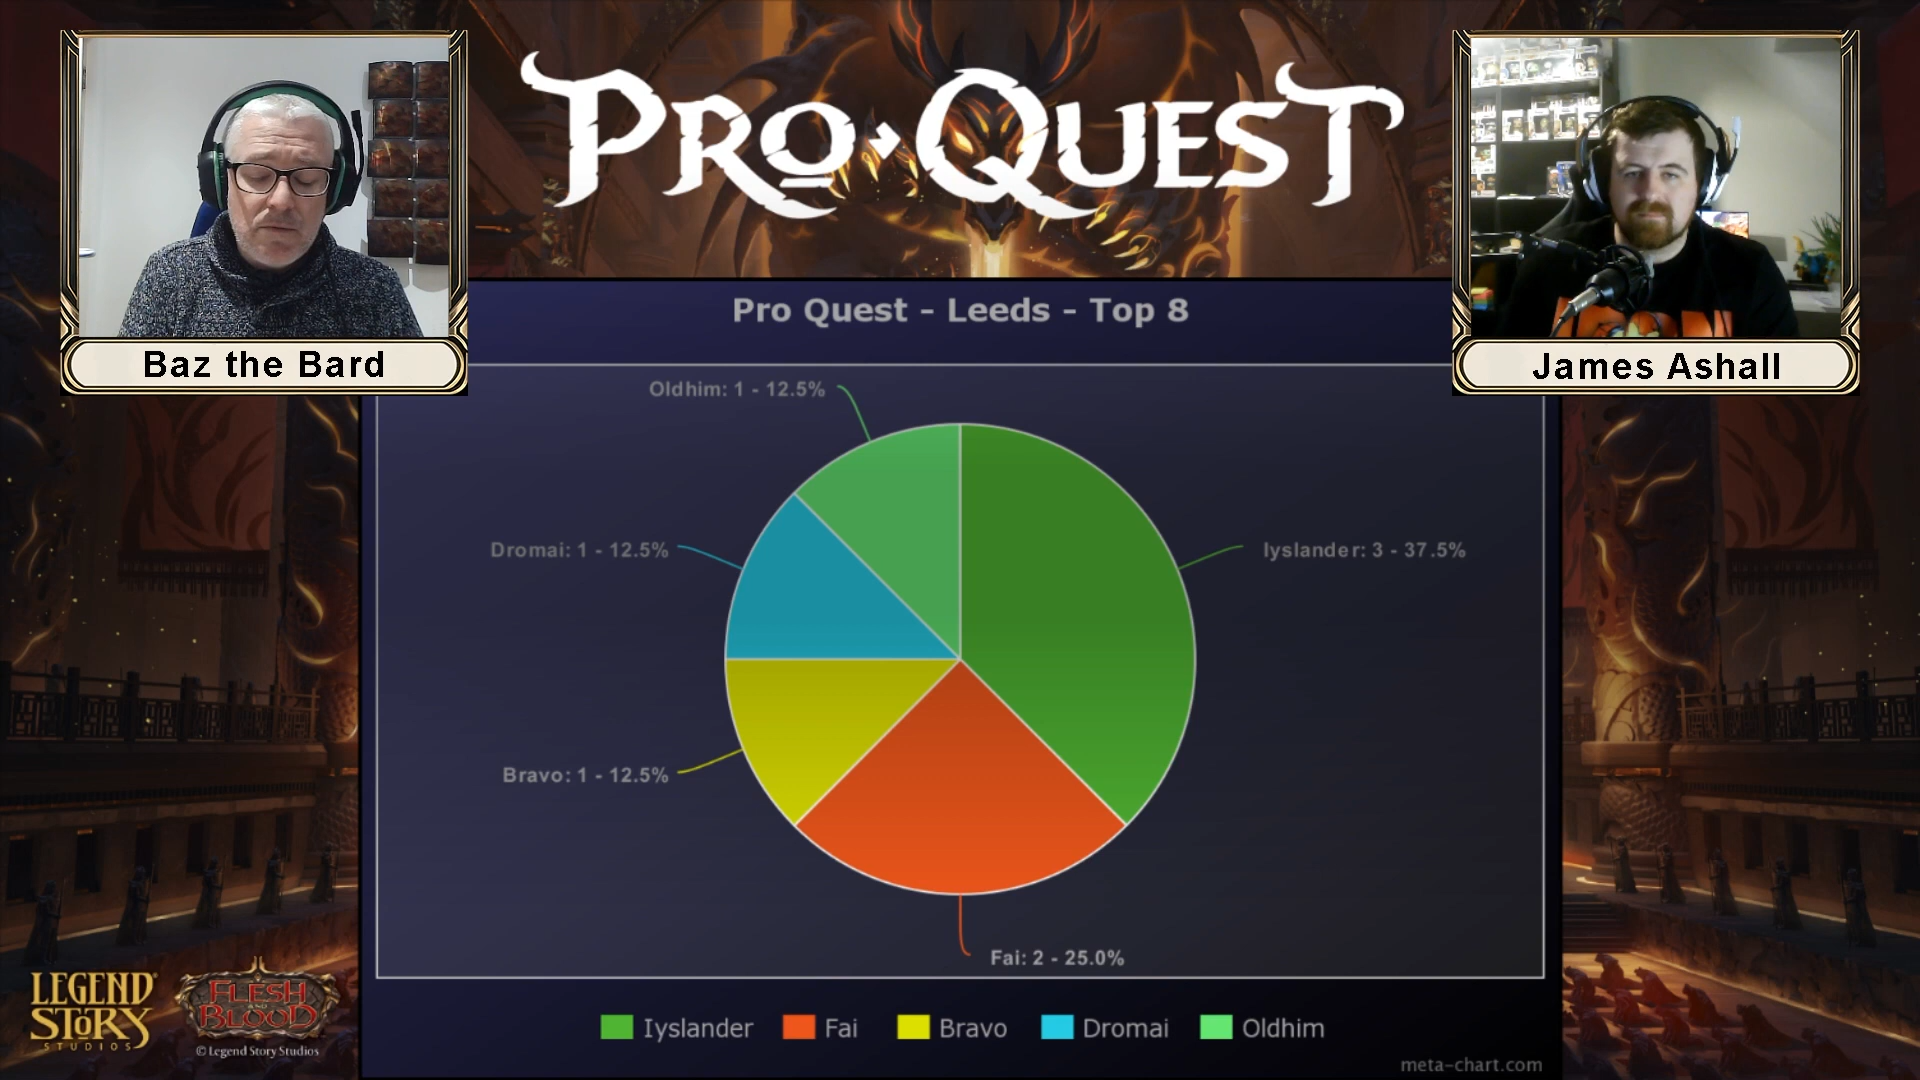 PRO·QUEST
Baz the Bard
James Ashall
Pro Quest - Leeds - Top 8
Oldhim: 1 - 12.5%
Dromai: 1 - 12.5%
Iyslander: 3 - 37.5%
Bravo: 1 - 12.5%
Fai: 2 - 25.0%
Iyslander Fai Bravo Dromai Oldhim
meta-chart.com
LEGEND
STORY
STUDIOS
FLESH
AND
BLOOD
© Legend Story Studios